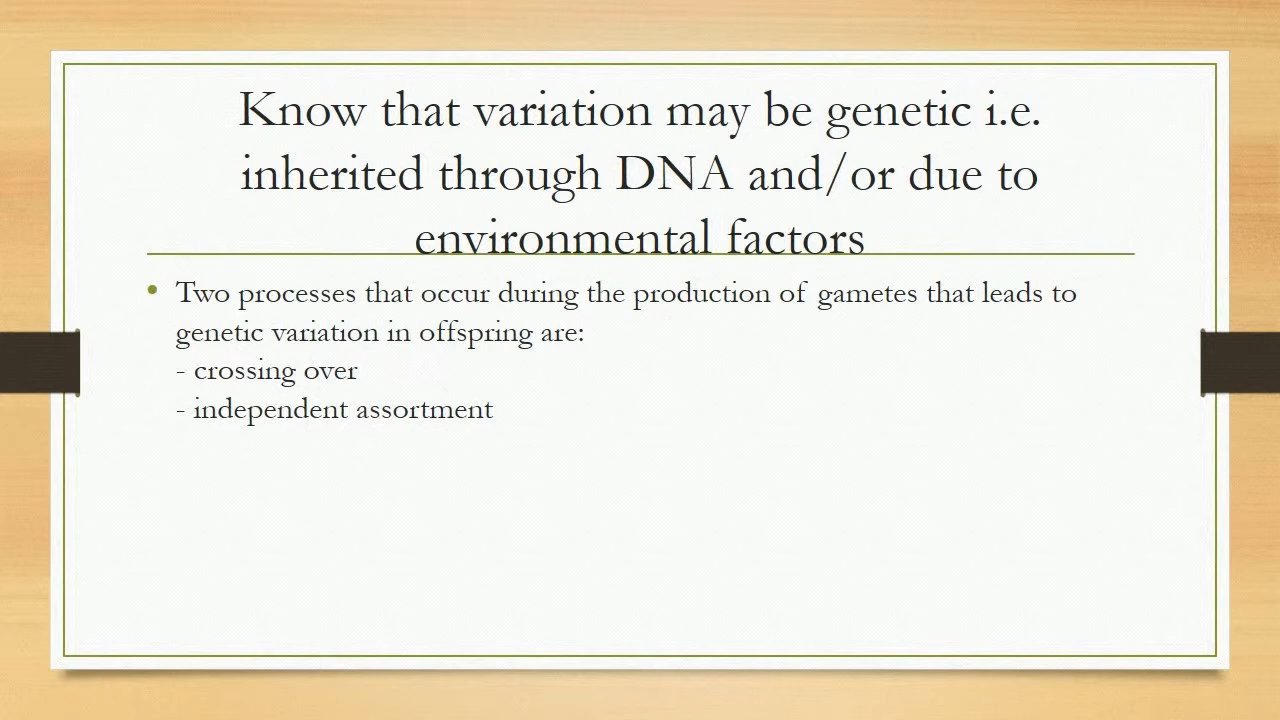 Know that variation may be genetic i.e.
inherited through DNA and/or due to
environmental factors
• Two processes that occur during the production of gametes that leads to
genetic variation in offspring are:
- crossing over
- independent assortment